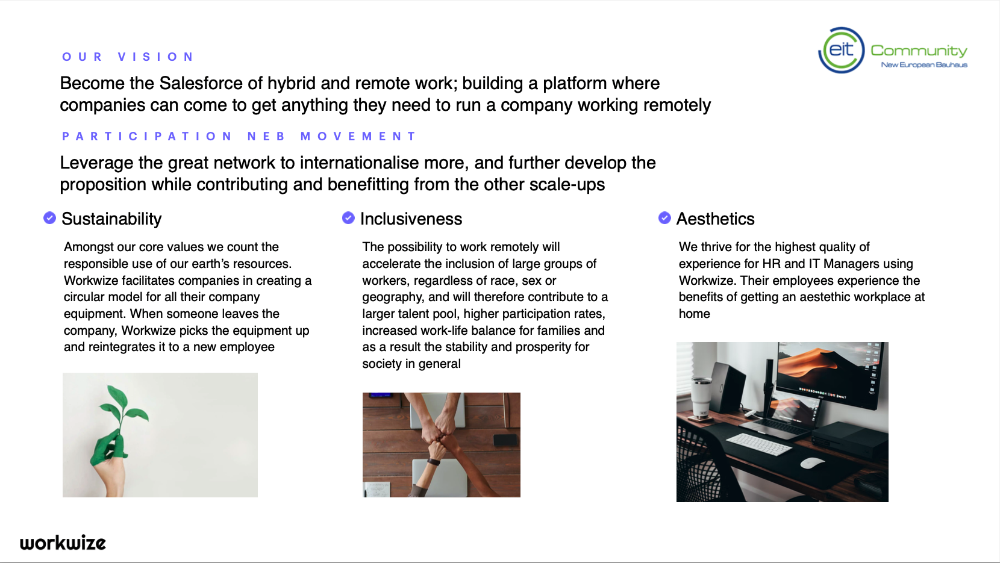 eit Community
New European Bauhaus
OUR VISION
Become the Salesforce of hybrid and remote work; building a platform where
companies can come to get anything they need to run a company working remotely
PARTICIPATION NEB MOVEMENT
Leverage the great network to internationalise more, and further develop the
proposition while contributing and benefitting from the other scale-ups
Sustainability
Amongst our core values we count the
responsible use of our earth's resources.
Workwize facilitates companies in creating a
circular model for all their company
equipment. When someone leaves the
company, Workwize picks the equipment up
and reintegrates it to a new employee
Inclusiveness
The possibility to work remotely will
accelerate the inclusion of large groups of
workers, regardless of race, sex or
geography, and will therefore contribute to a
larger talent pool, higher participation rates,
increased work-life balance for families and
as a result the stability and prosperity for
society in general
Aesthetics
We thrive for the highest quality of
experience for HR and IT Managers using
Workwize. Their employees experience the
benefits of getting an aestethic workplace at
home
YETI
acer
workwize